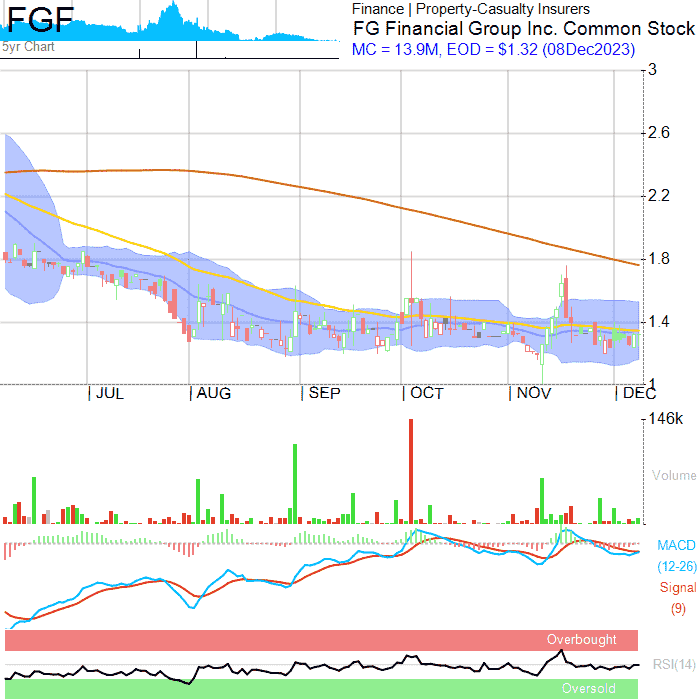 FGF
5yr Chart
Finance | Property-Casualty Insurers
FG Financial Group Inc. Common Stock
MC = 13.9M, EOD = $1.32 (08Dec2023)
3
2.6
2.2
1.8
1.4
1
JUL AUG SEP OCT NOV DEC
146k
Volume
MACD
(12-26)
Signal
(9)
Overbought
RSI(14)
Oversold